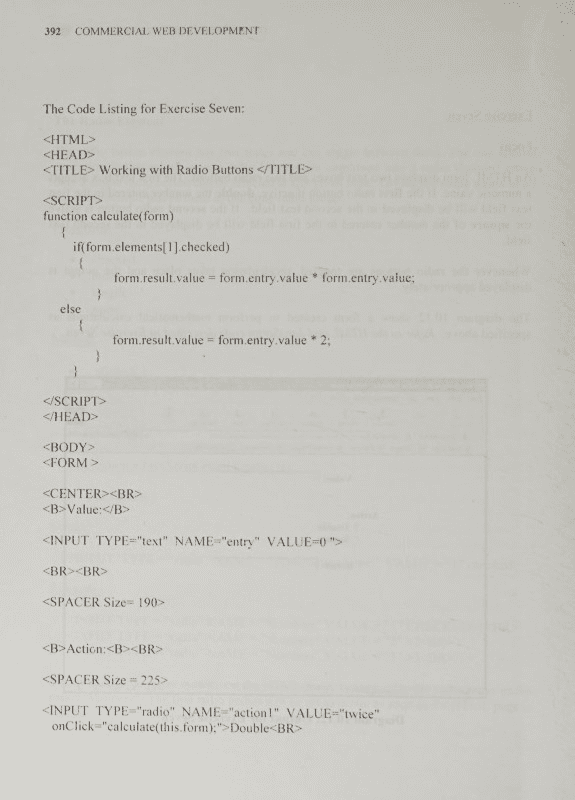 392 COMMERCIAL WEB DEVELOPMENT
The Code Listing for Exercise Seven:
<HTML>
<HEAD>
<TITLE> Working with Radio Buttons </TITLE>
<SCRIPT>
function calculate(form)
{
if(form.elements[1].checked)
{
form.result.value = form.entry.value * form.entry.value;
}
else
{
form.result.value = form.entry.value * 2;
}
}
</SCRIPT>
</HEAD>
<BODY>
<FORM >
<CENTER><BR>
<B>Value:</B>
<INPUT TYPE="text" NAME="entry" VALUE=0 ">
<BR><BR>
<SPACER Size= 190>
<B>Action:<B><BR>
<SPACER Size = 225>
<INPUT TYPE="radio" NAME="action1" VALUE="twice"
onClick="calculate(this.form);">Double<BR>